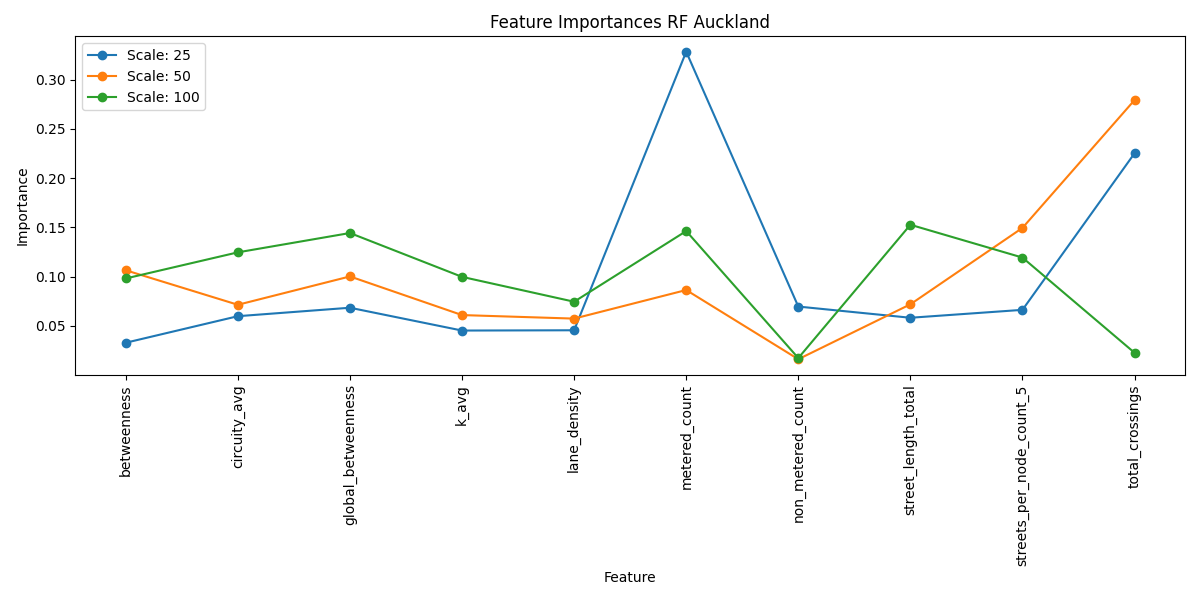 Feature Importances RF Auckland
Scale: 25
Scale: 50
Scale: 100
Importance
0.30
0.25
0.20
0.15
0.10
0.05
betweenness
circuity_avg
global_betweenness
k_avg
lane_density
metered_count
non_metered_count
street_length_total
streets_per_node_count_5
total_crossings
Feature